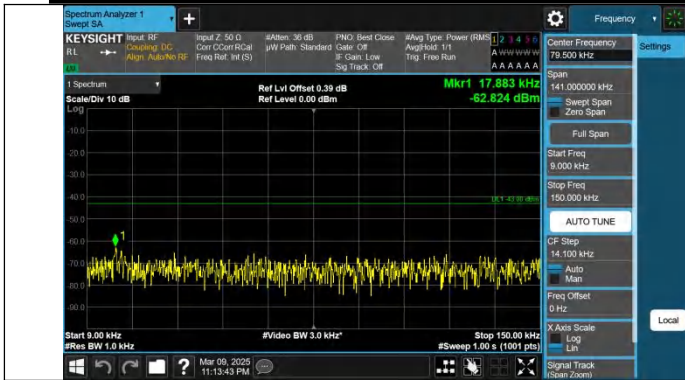 Spectrum Analyzer 1
Swept SA
Frequency
KEYSIGHT
RL
Input: RF
Coupling: DC
Align: Auto/No RF
Input Z: 50 Ω
Corr CCorr RCal
Freq Ref: Int (S)
#Atten: 36 dB
µW Path: Standard
PNO: Best Close
Gate: Off
IF Gain: Low
Sig Track: Off
#Avg Type: Power (RMS
Avg|Hold: 1/1
Trig: Free Run
1 2 3 4 5 6
A W W W W W
A A A A A A
1 Spectrum
Scale/Div 10 dB
Log
Ref Lvl Offset 0.39 dB
Ref Level 0.00 dBm
Mkr1 17.883 kHz
-62.824 dBm
-10.0
-20.0
-30.0
-40.0
-50.0
-60.0
-70.0
-80.0
-90.0
1
Start 9.00 kHz
#Res BW 1.0 kHz
#Video BW 3.0 kHz*
Stop 150.00 kHz
#Sweep 1.00 s (1001 pts)
Mar 09, 2025
11:13:43 PM
Center Frequency
79.500 kHz
Span
141.000000 kHz
Swept Span
Zero Span
Full Span
Start Freq
9.000 kHz
Stop Freq
150.000 kHz
AUTO TUNE
CF Step
14.100 kHz
Auto
Man
Freq Offset
0 Hz
X Axis Scale
Log
Lin
Signal Track
(Span Zoom)
Settings
Local